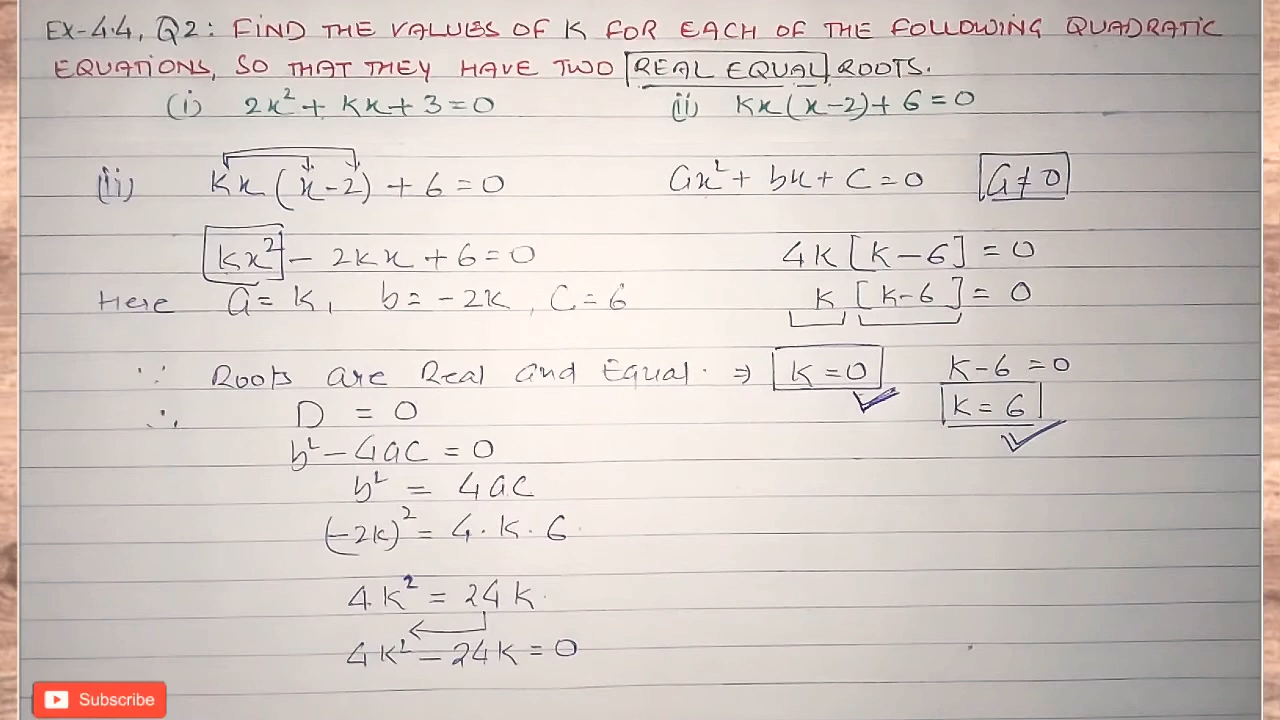 EX-4.4, Q2: FIND THE VALUES OF K FOR EACH OF THE FOLLOWING QUADRATIC
EQUATIONS, SO THAT THEY HAVE TWO REAL EQUAL ROOTS.
(i) 2x² + kx + 3 = 0 (ii) kx(x-2) + 6 = 0
(ii) kx(x-2) + 6 = 0 ax² + bx + c = 0 a ≠ 0
kx² - 2kx + 6 = 0 4k[k-6] = 0
Here a = k, b = -2k, c = 6 k[k-6] = 0
∵ Roots are Real and Equal. ⇒ k = 0 k-6 = 0
∴ D = 0 k = 6
b² - 4ac = 0
b² = 4ac
(-2k)² = 4·k·6
4k² = 24k
4k² - 24k = 0
Subscribe